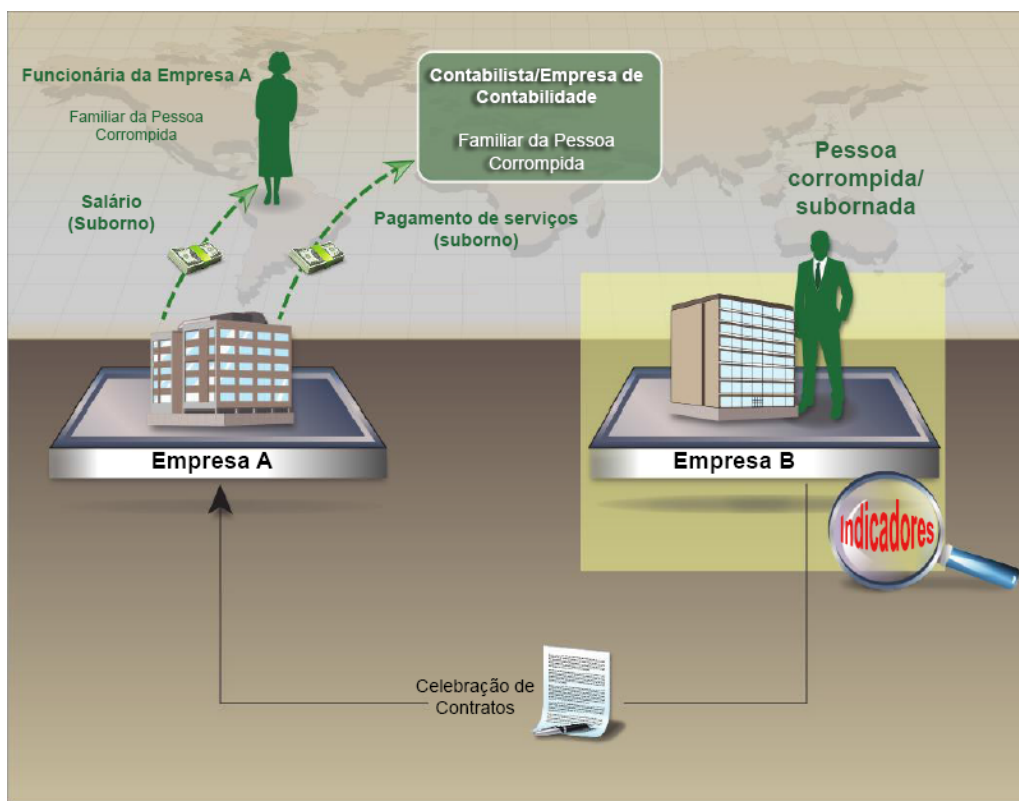 Funcionária da Empresa A
Familiar da Pessoa
Corrompida
Contabilista/Empresa de
Contabilidade
Familiar da Pessoa
Corrompida
Pessoa
corrompida/
subornada
Salário
(Suborno)
Pagamento de serviços
(suborno)
Empresa A
Empresa B
Indicadores
Celebração de
Contratos